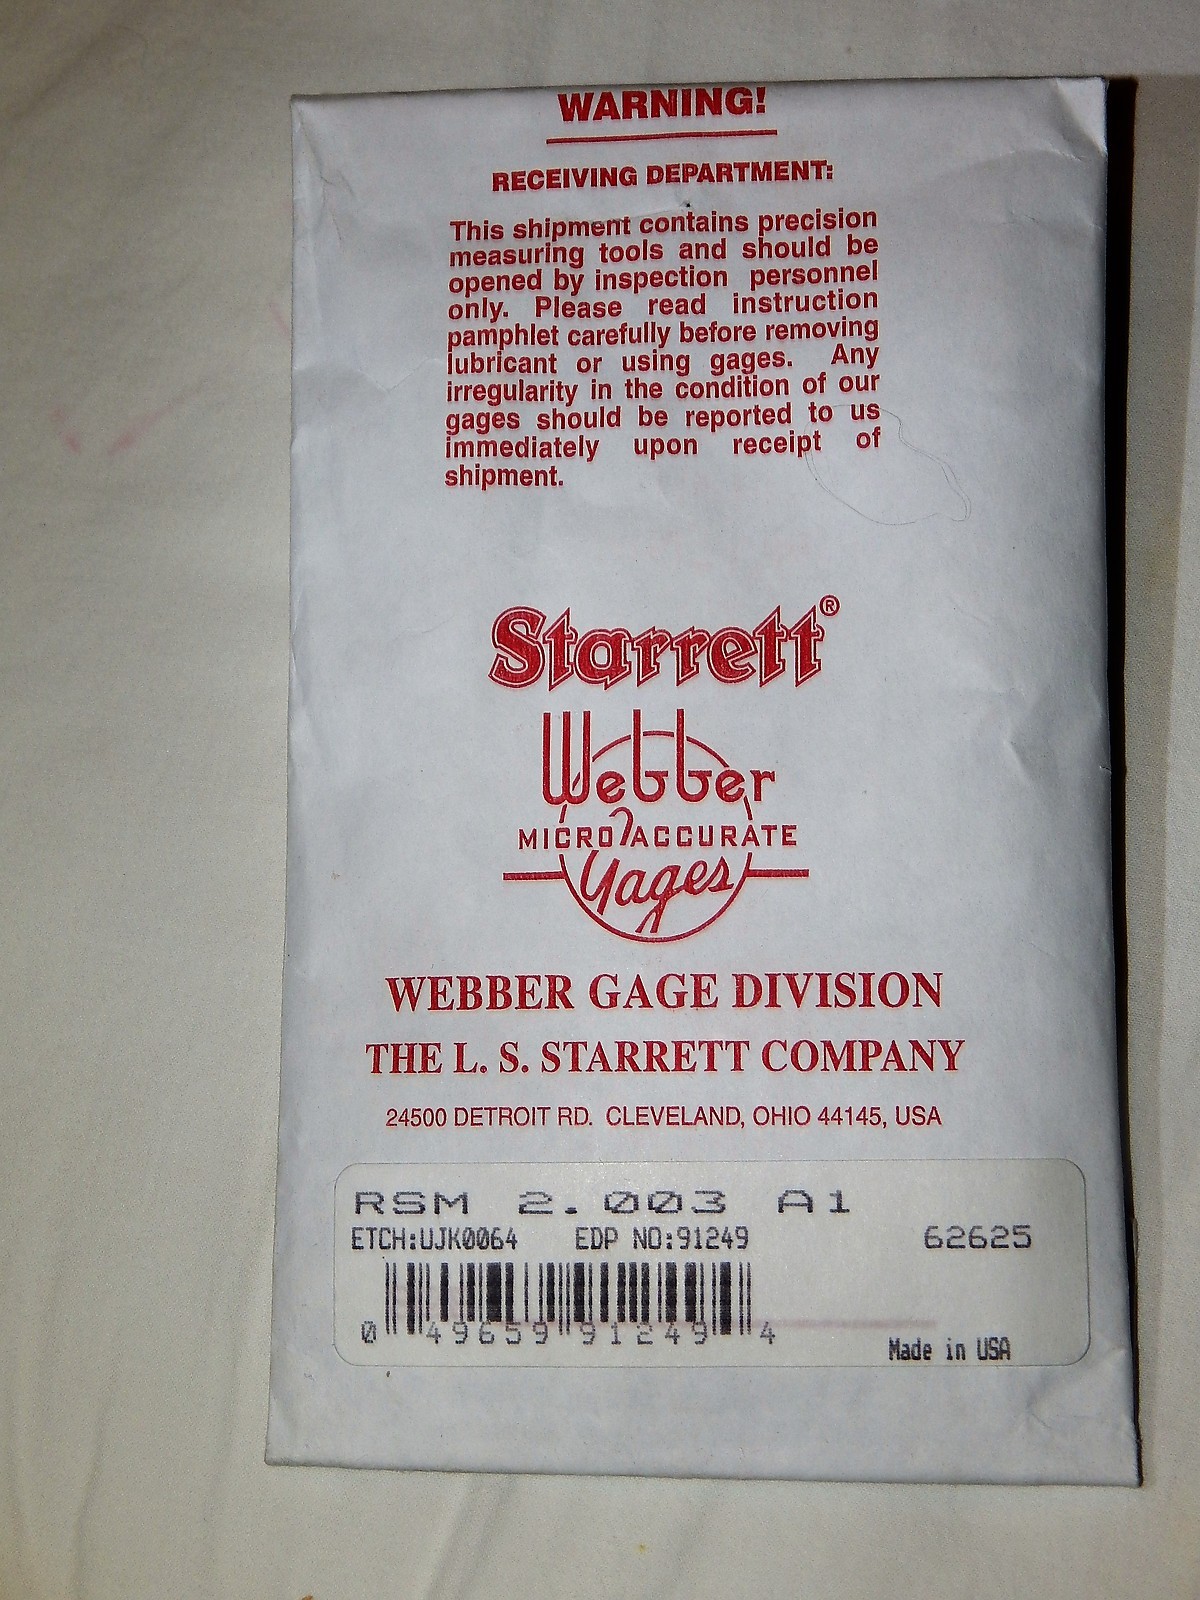 WARNING!
RECEIVING DEPARTMENT:
This shipment contains precision
measuring tools and should be
opened by inspection personnel
only. Please read instruction
pamphlet carefully before removing
lubricant or using gages. Any
irregularity in the condition of our
gages should be reported to us
immediately upon receipt of
shipment.
Starrett®
Webber
MICRO ACCURATE
Gages
WEBBER GAGE DIVISION
THE L. S. STARRETT COMPANY
24500 DETROIT RD. CLEVELAND, OHIO 44145, USA
RSM 2.003 A1
ETCH:UJK0064 EDP NO:91249 62625
0 49659 91249 4
Made in USA